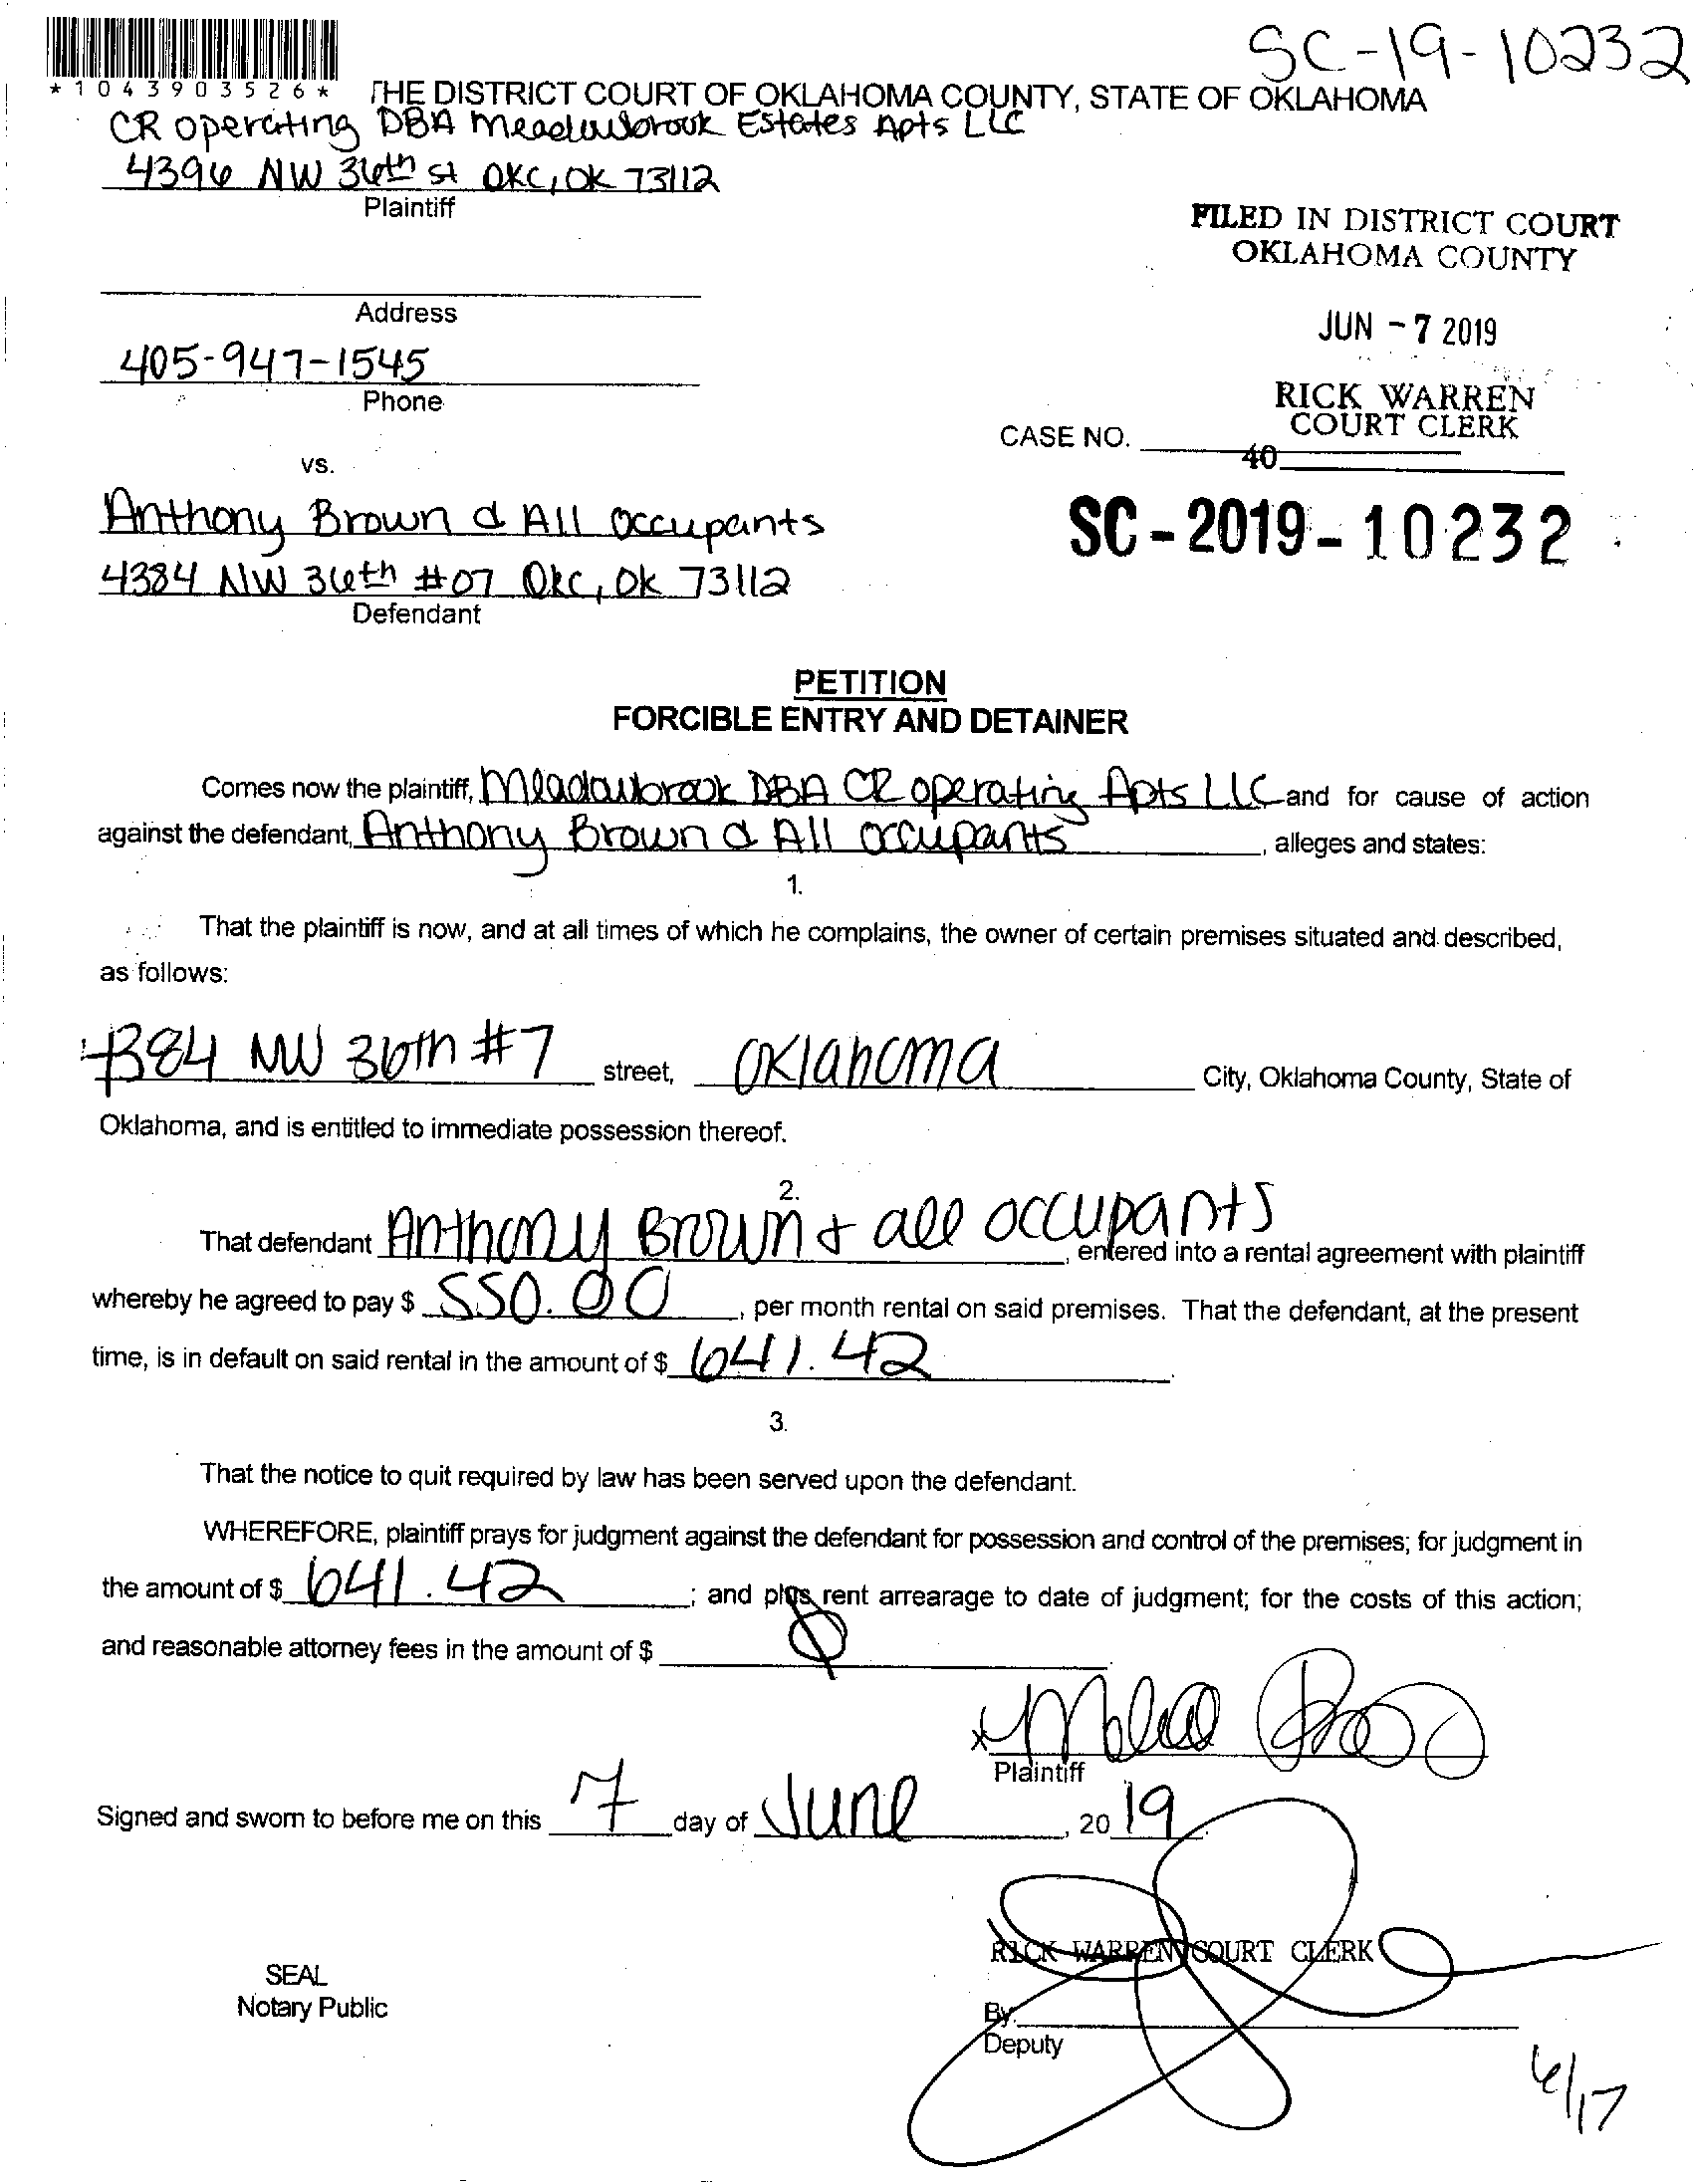 SC-19-10232
*1043903526*
THE DISTRICT COURT OF OKLAHOMA COUNTY, STATE OF OKLAHOMA
CR operating DBA Meadowbrook Estates Apts LLC
4396 NW 36th st OKC, OK 73112
Plaintiff
FILED IN DISTRICT COURT
OKLAHOMA COUNTY
Address
JUN - 7 2019
405-947-1545
Phone
RICK WARREN
COURT CLERK
CASE NO.
40
vs.
Anthony Brown & All occupants
SC - 2019 - 10232
4384 NW 36th #07 OKC, OK 73112
Defendant
PETITION
FORCIBLE ENTRY AND DETAINER
Comes now the plaintiff, Meadowbrook DBA CR operating Apts LLC and for cause of action
against the defendant, Anthony Brown & All occupants, alleges and states:
1.
That the plaintiff is now, and at all times of which he complains, the owner of certain premises situated and described,
as follows:
4384 NW 36th #7 street, Oklahoma City, Oklahoma County, State of
Oklahoma, and is entitled to immediate possession thereof.
2.
That defendant Anthony Brown + all occupants, entered into a rental agreement with plaintiff
whereby he agreed to pay $ 550.00, per month rental on said premises. That the defendant, at the present
time, is in default on said rental in the amount of $ 641.42.
3.
That the notice to quit required by law has been served upon the defendant.
WHEREFORE, plaintiff prays for judgment against the defendant for possession and control of the premises; for judgment in
the amount of $ 641.42; and plus rent arrearage to date of judgment; for the costs of this action;
and reasonable attorney fees in the amount of $ Ø
x
Plaintiff
Signed and sworn to before me on this 7 day of June, 20 19.
RICK WARREN COURT CLERK
SEAL
Notary Public
By:
Deputy
6/17